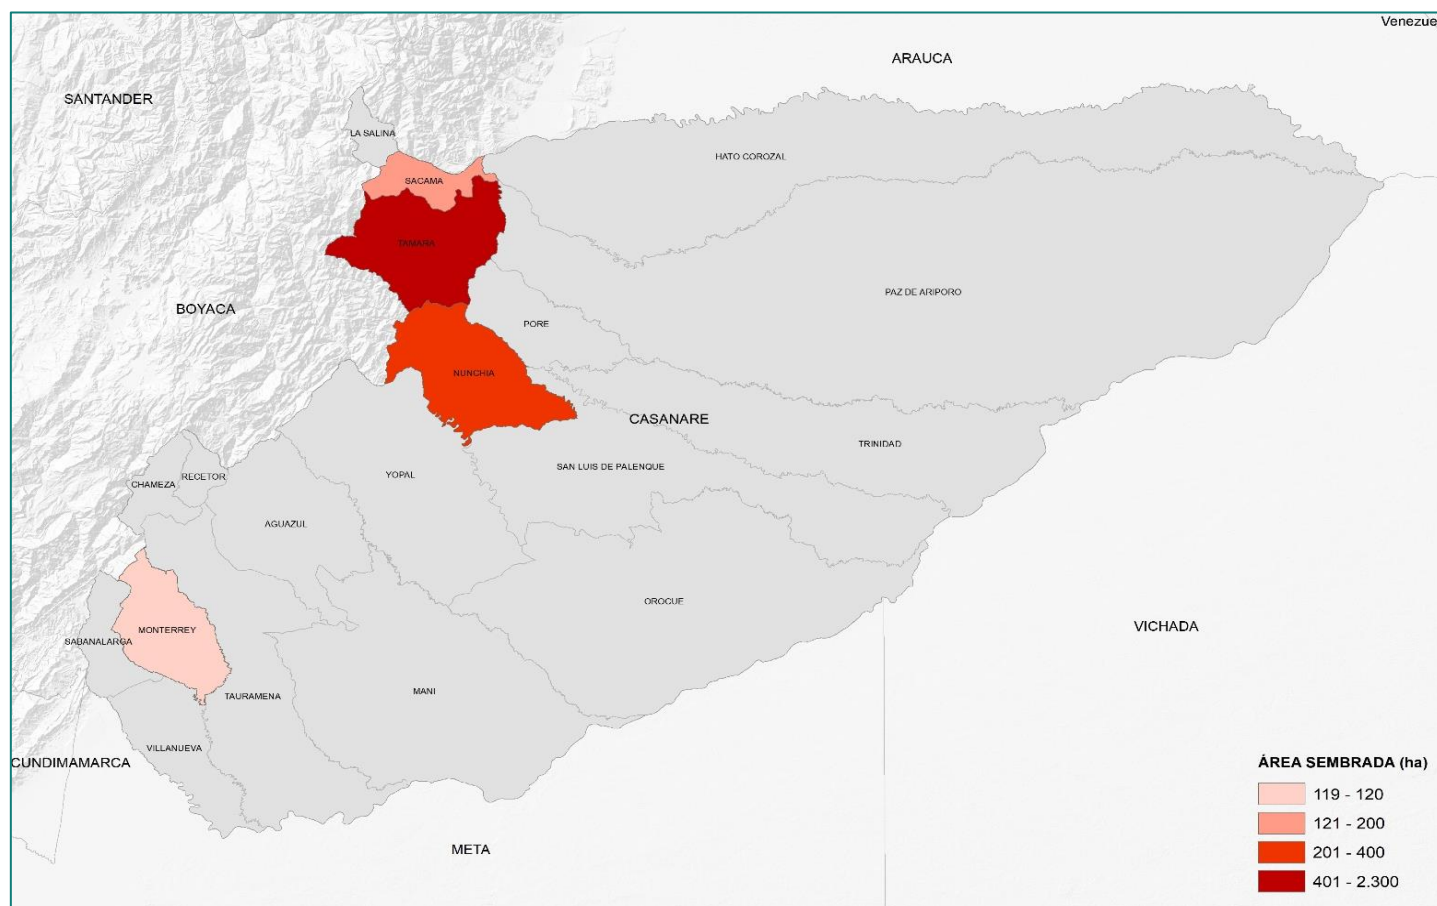 Venezue
ARAUCA
SANTANDER
LA SALINA
HATO COROZAL
SACAMA
TAMARA
PAZ DE ARIPORO
BOYACA
PORE
NUNCHIA
CASANARE
TRINIDAD
SAN LUIS DE PALENQUE
YOPAL
RECETOR
CHAMEZA
AGUAZUL
OROCUE
VICHADA
MONTERREY
SABANALARGA
MANI
TAURAMENA
VILLANUEVA
CUNDIMAMARCA
META
ÁREA SEMBRADA (ha)
119 - 120
121 - 200
201 - 400
401 - 2.300